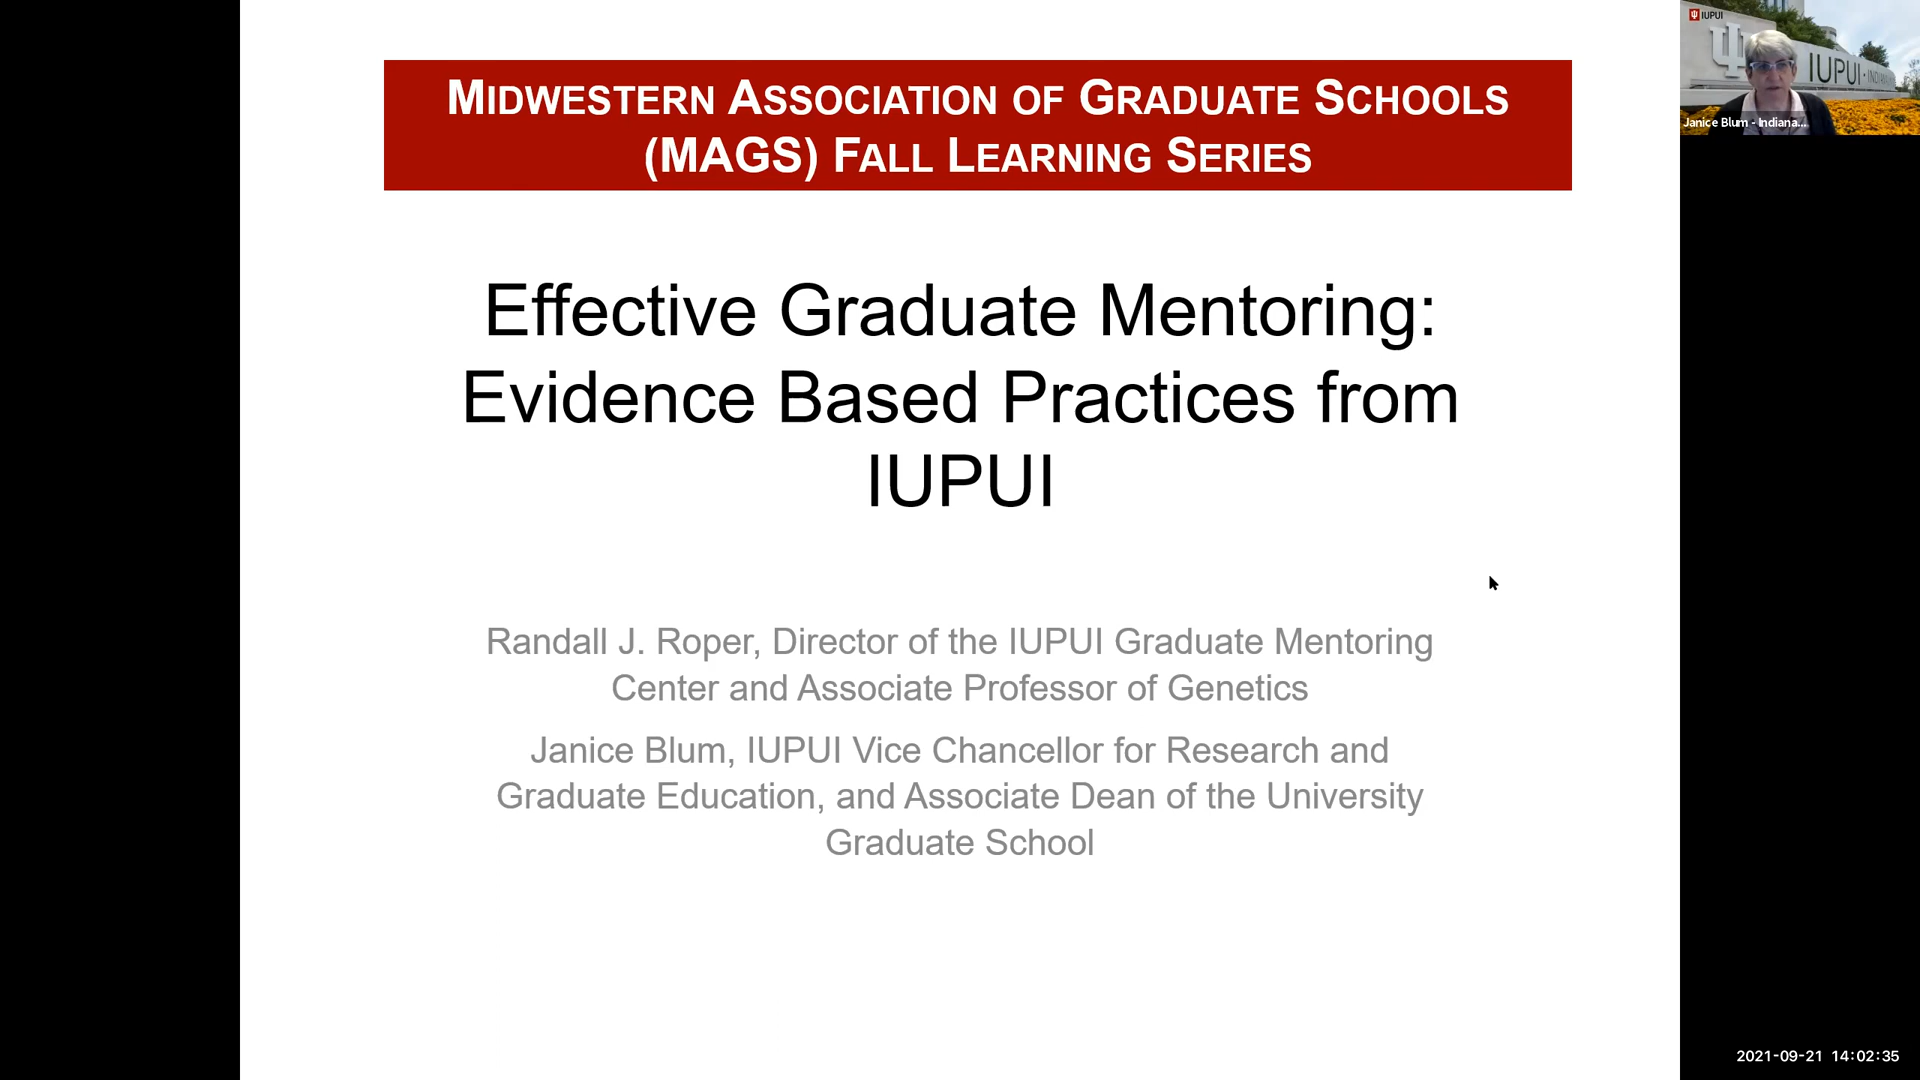 MIDWESTERN ASSOCIATION OF GRADUATE SCHOOLS
(MAGS) FALL LEARNING SERIES
Effective Graduate Mentoring:
Evidence Based Practices from
IUPUI
Randall J. Roper, Director of the IUPUI Graduate Mentoring
Center and Associate Professor of Genetics
Janice Blum, IUPUI Vice Chancellor for Research and
Graduate Education, and Associate Dean of the University
Graduate School
IUPUI
IUPUI
Janice Blum - Indiana...
2021-09-21 14:02:35